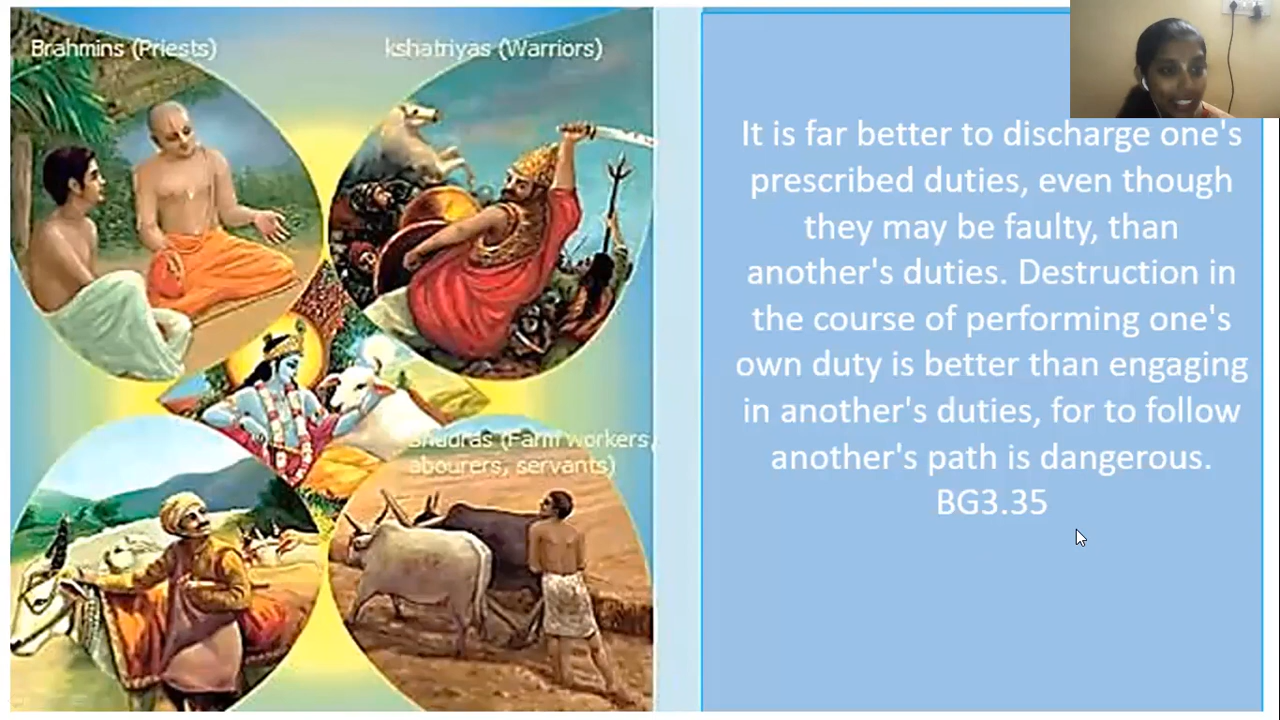 Brahmins (Priests)
kshatriyas (Warriors)
Shudras (Farm workers,
abourers, servants)
It is far better to discharge one's
prescribed duties, even though
they may be faulty, than
another's duties. Destruction in
the course of performing one's
own duty is better than engaging
in another's duties, for to follow
another's path is dangerous.
BG3.35